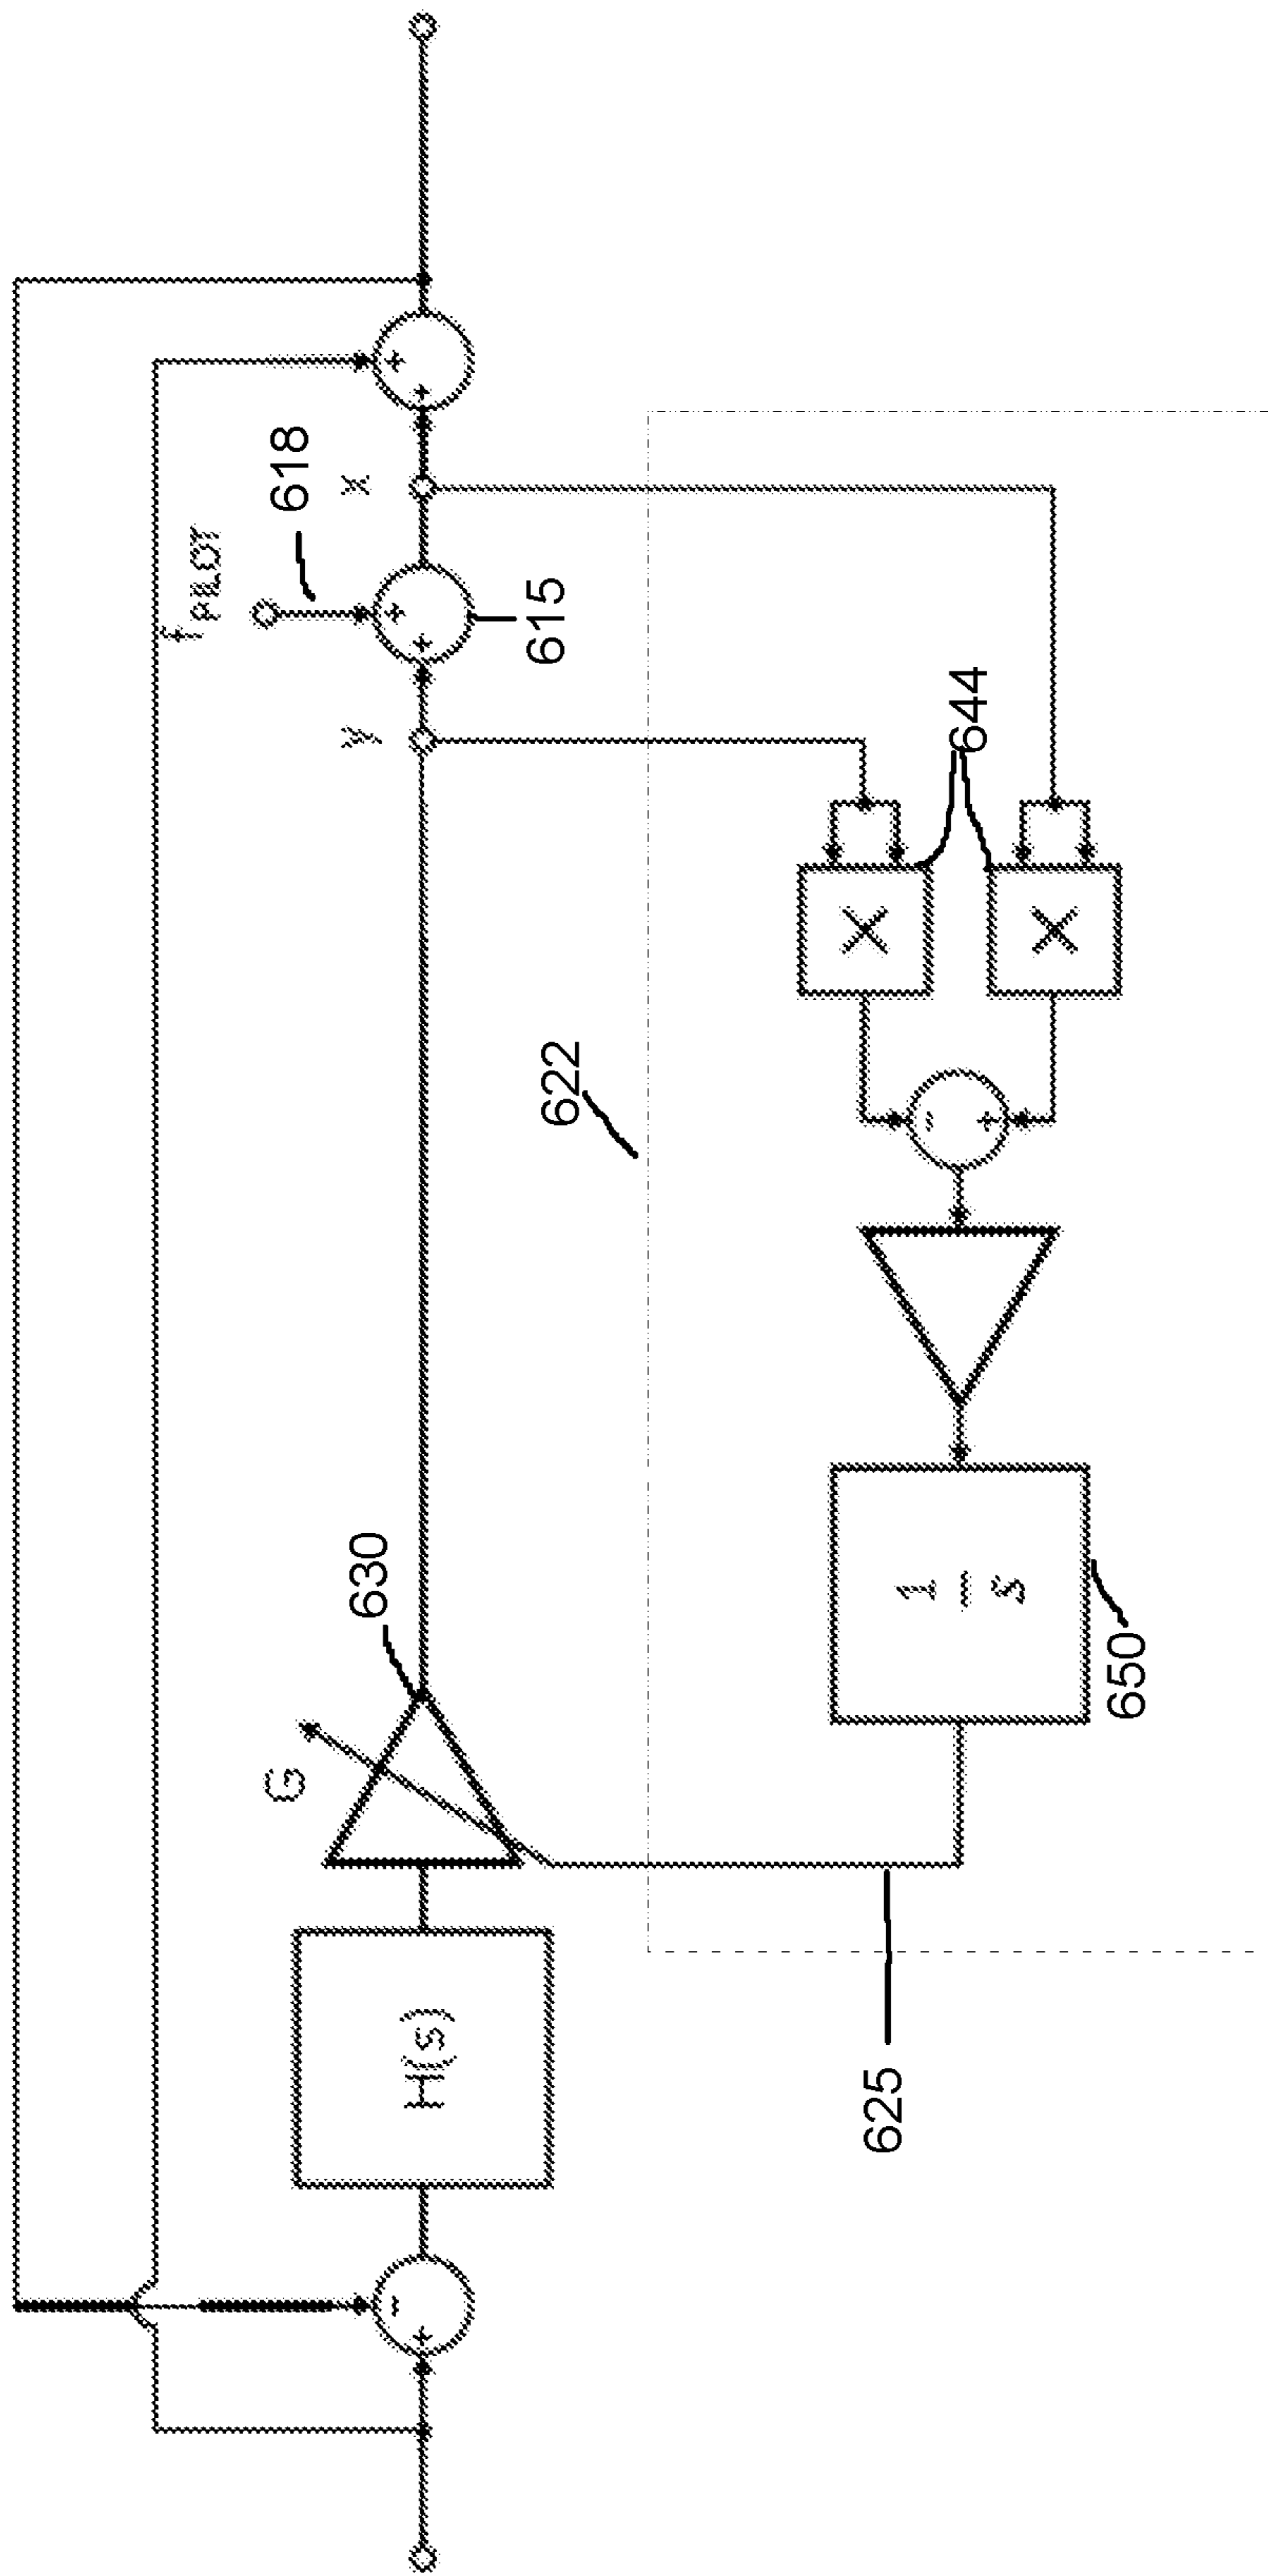 f PILOT
618
x
+
+
y
+
+
615
G
630
H(s)
-
+
622
644
X
X
-
+
1
s
650
625